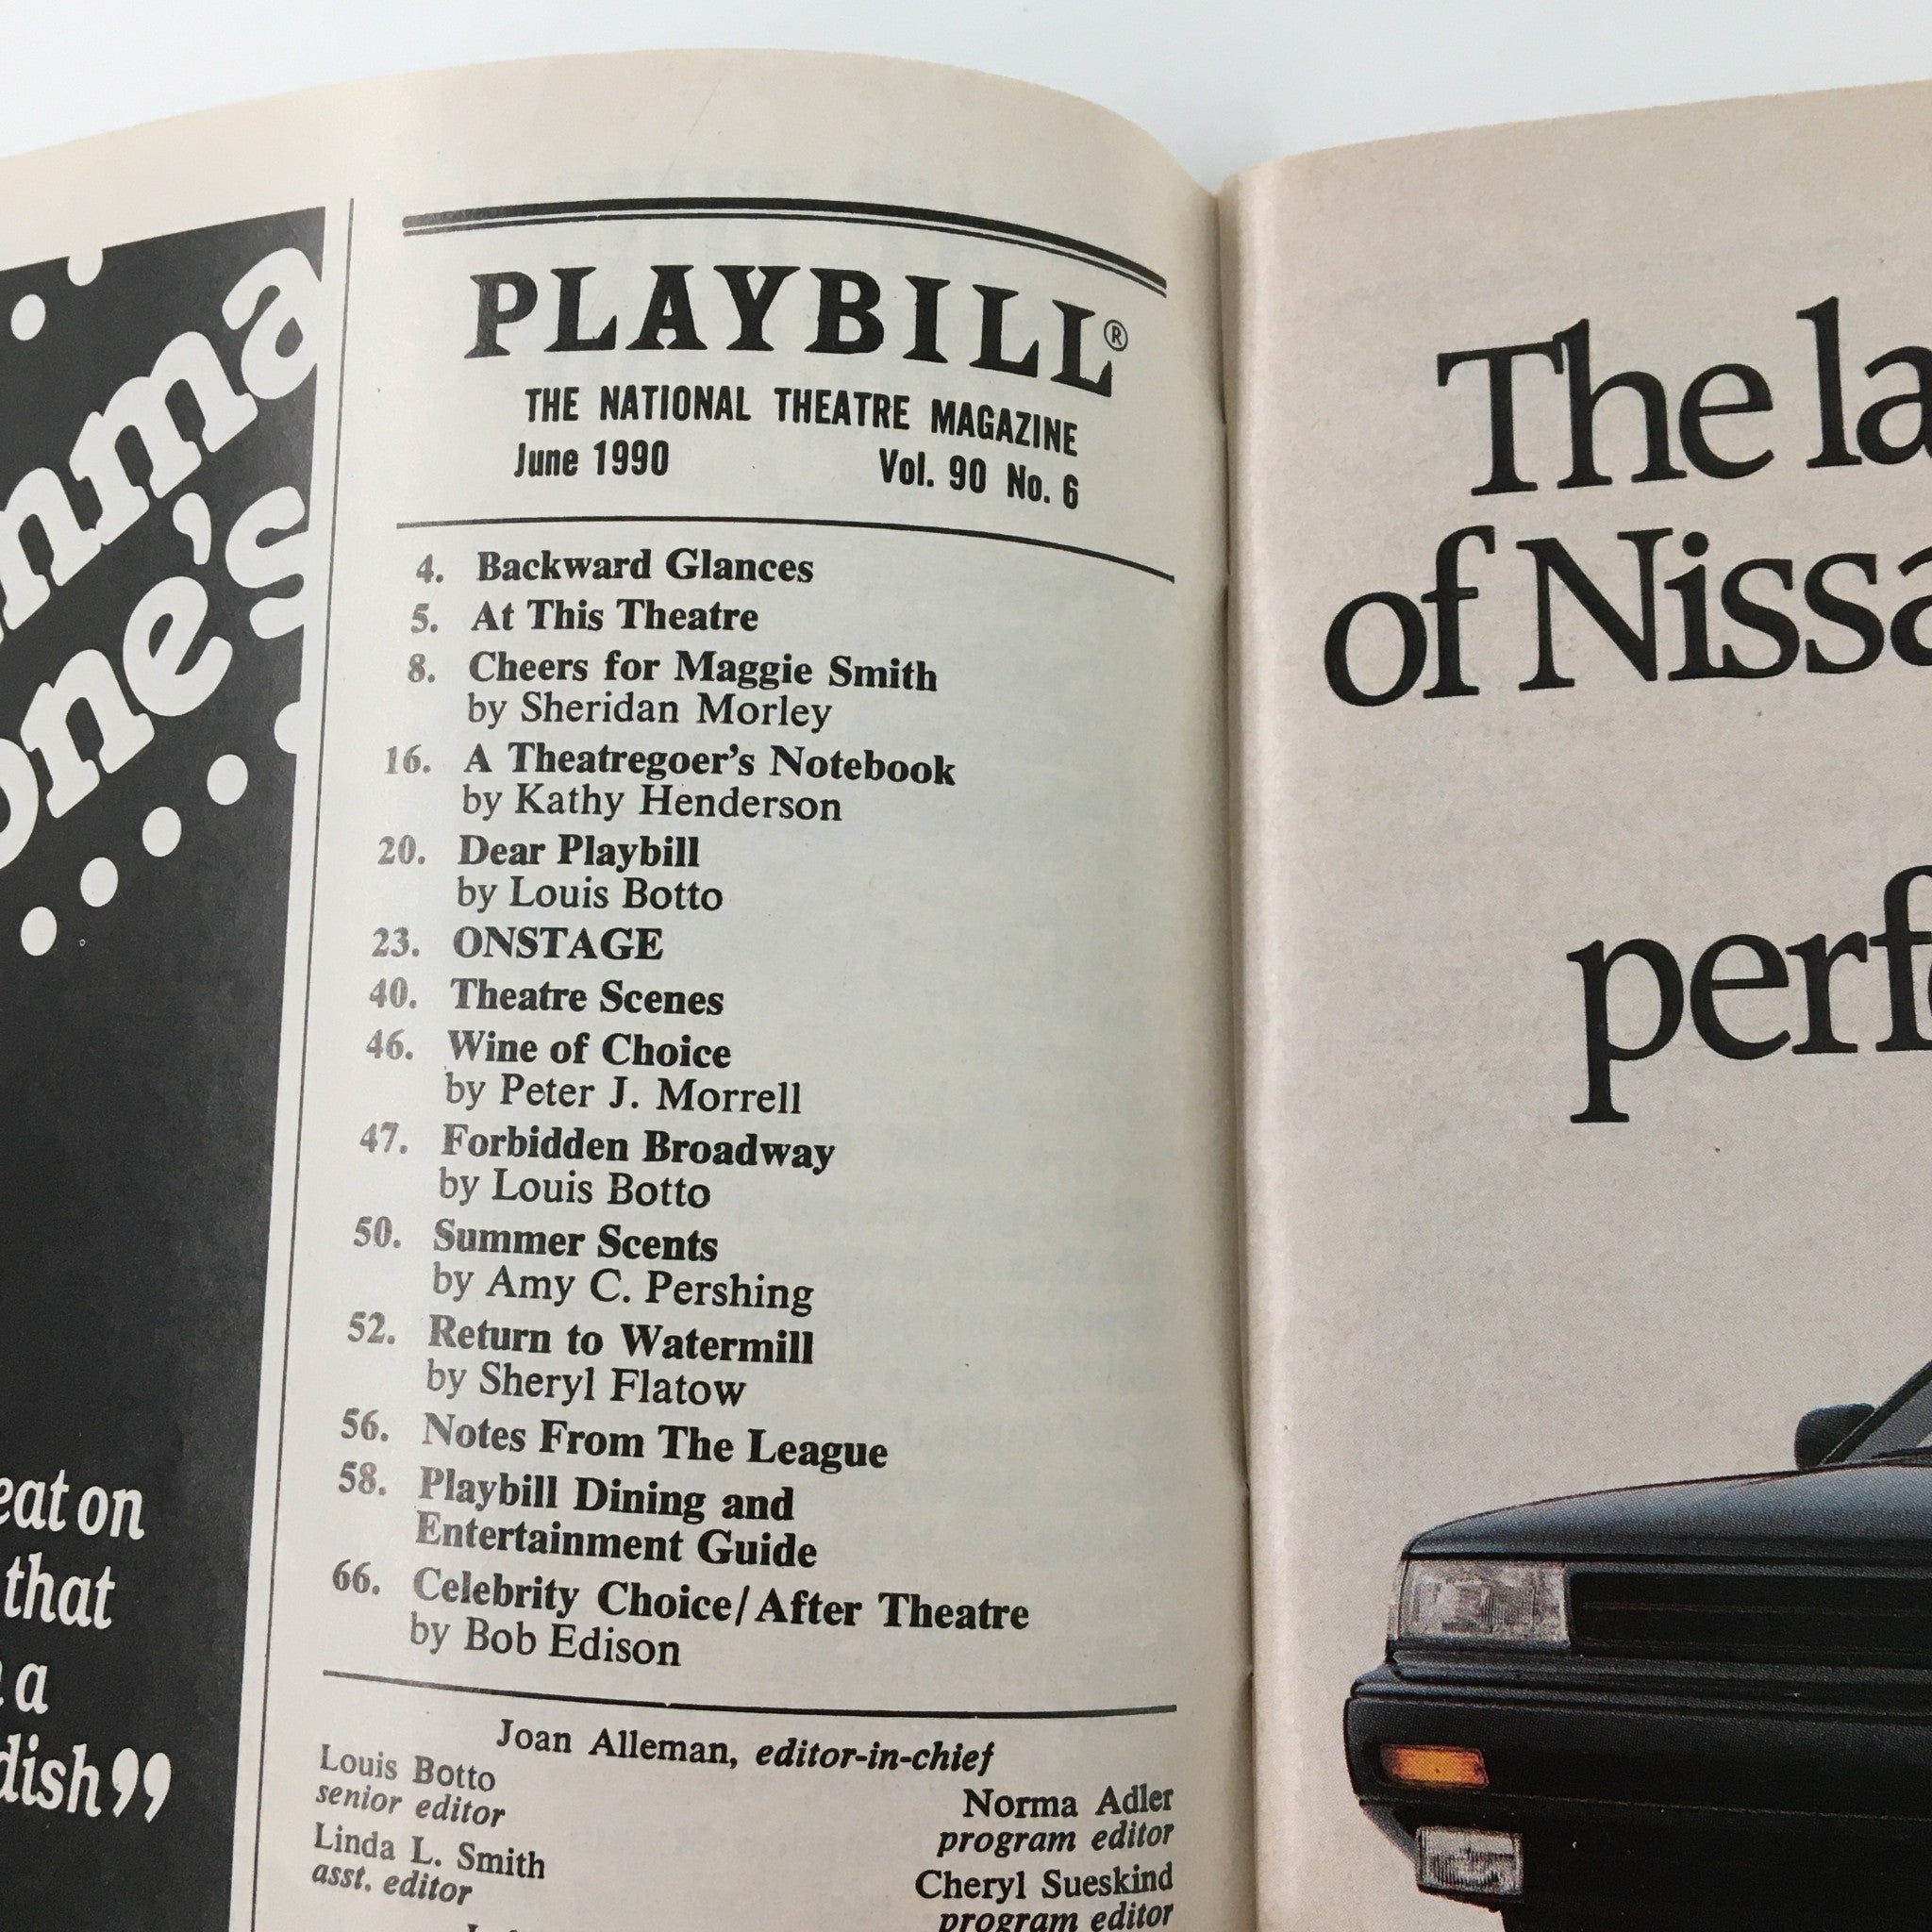 nma
one's
eat on
that
a
dish”
PLAYBILL®
THE NATIONAL THEATRE MAGAZINE
June 1990 Vol. 90 No. 6
4. Backward Glances
5. At This Theatre
8. Cheers for Maggie Smith
by Sheridan Morley
16. A Theatregoer's Notebook
by Kathy Henderson
20. Dear Playbill
by Louis Botto
23. ONSTAGE
40. Theatre Scenes
46. Wine of Choice
by Peter J. Morrell
47. Forbidden Broadway
by Louis Botto
50. Summer Scents
by Amy C. Pershing
52. Return to Watermill
by Sheryl Flatow
56. Notes From The League
58. Playbill Dining and
Entertainment Guide
66. Celebrity Choice/After Theatre
by Bob Edison
Joan Alleman, editor-in-chief
Louis Botto
senior editor
Linda L. Smith
asst. editor
Norma Adler
program editor
Cheryl Sueskind
program editor
The la
of Nissa
perf